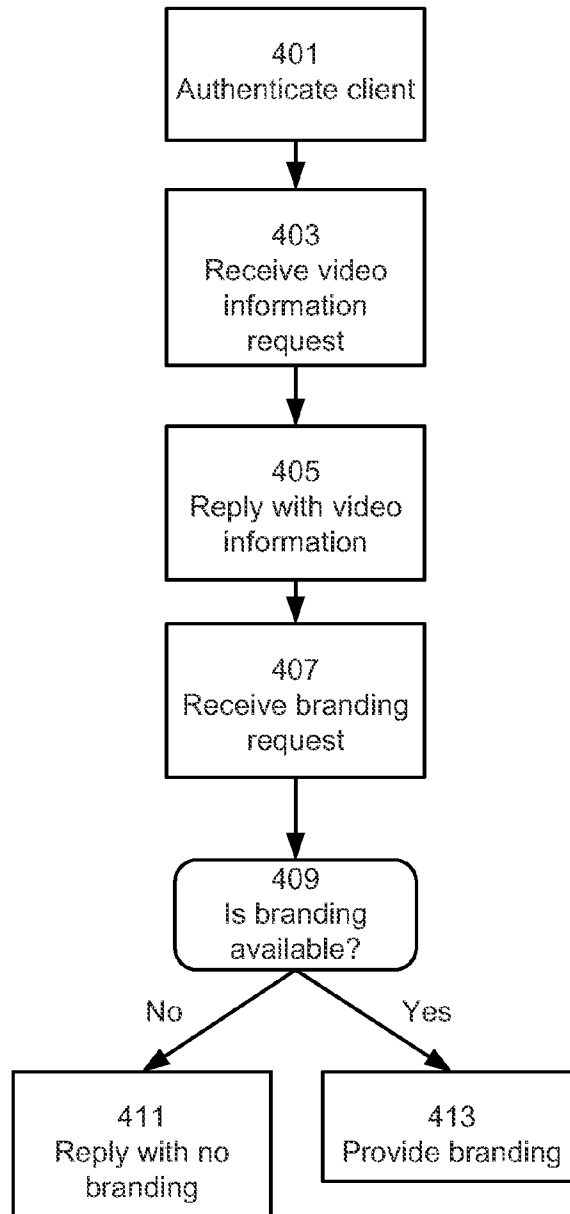 401
Authenticate client
403
Receive video
information
request
405
Reply with video
information
407
Receive branding
request
409
Is branding
available?
No
Yes
411
Reply with no
branding
413
Provide branding